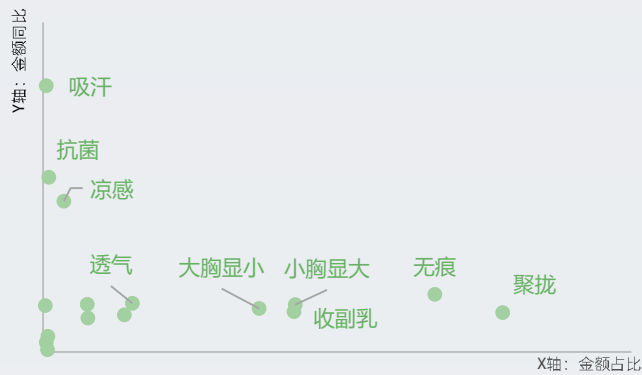 Y轴：金额同比
吸汗
抗菌
凉感
透气
大胸显小
小胸显大
无痕
聚拢
收副乳
X轴：金额占比